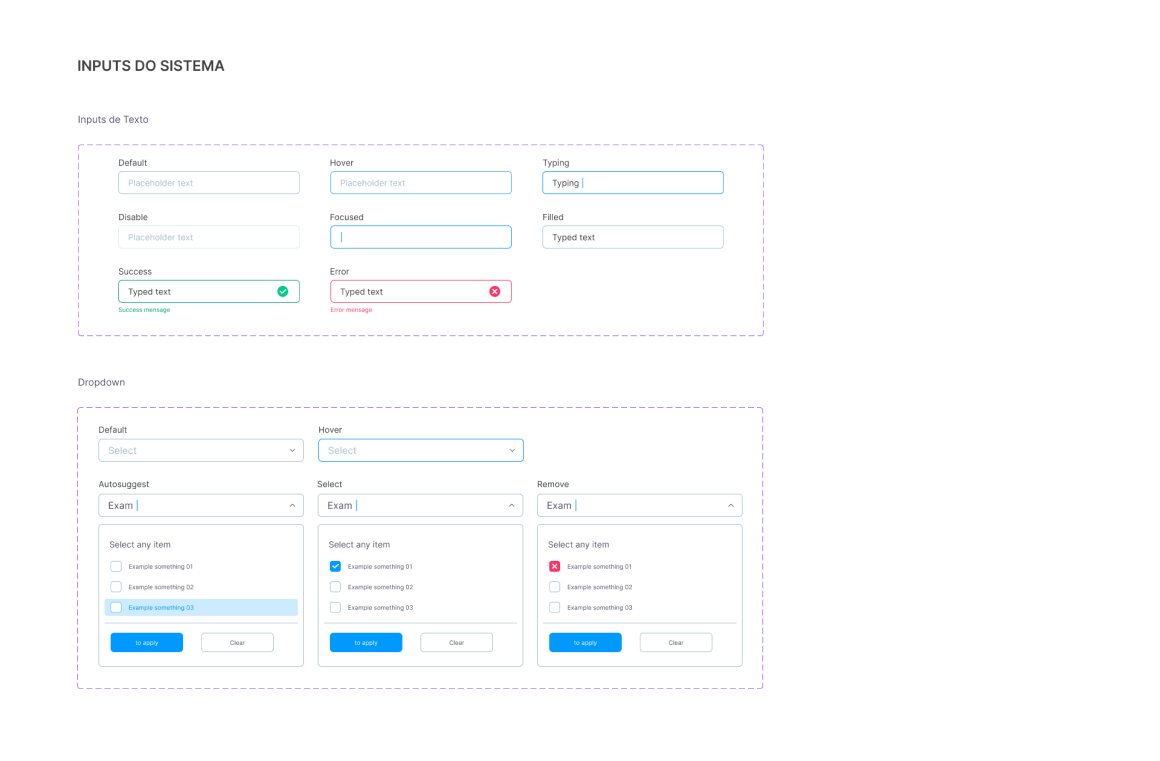 INPUTS DO SISTEMA
Inputs de Texto
Default
Hover
Typing
Placeholder text
Placeholder text
Typing
Disable
Focused
Filled
Placeholder text
Typed text
Success
Error
Typed text
Typed text
Success mensage
Error mensage
Dropdown
Default
Hover
Select
Select
Autosuggest
Select
Remove
Exam
Exam
Exam
Select any item
Example something 01
Example something 02
Example something 03
to apply
Clear
Select any item
Example something 01
Example something 02
Example something 03
to apply
Clear
Select any item
Example something 01
Example something 02
Example something 03
to apply
Clear